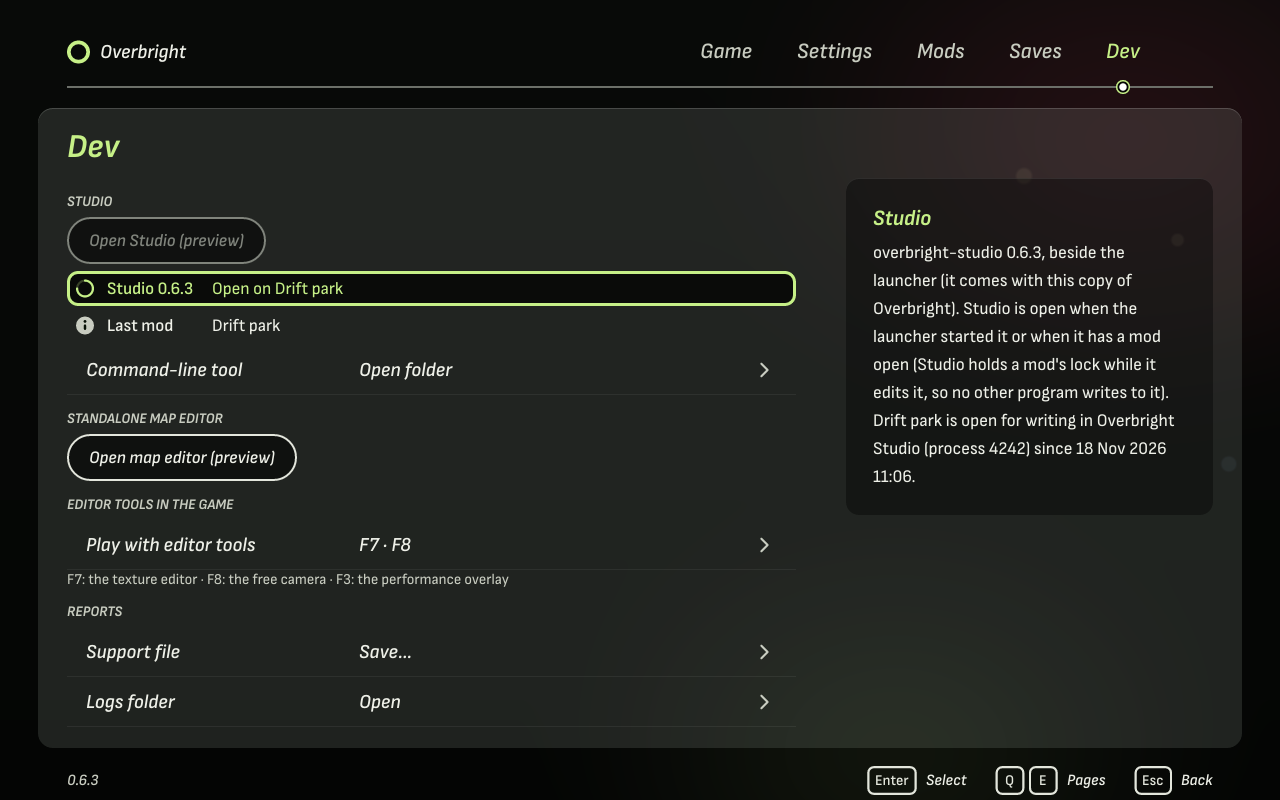 Overbright
Game
Settings
Mods
Saves
Dev
Dev
STUDIO
Open Studio (preview)
Studio 0.6.3 Open on Drift park
Last mod Drift park
Command-line tool Open folder
STANDALONE MAP EDITOR
Open map editor (preview)
EDITOR TOOLS IN THE GAME
Play with editor tools F7 · F8
F7: the texture editor · F8: the free camera · F3: the performance overlay
REPORTS
Support file Save...
Logs folder Open
Studio
overbright-studio 0.6.3, beside the
launcher (it comes with this copy of
Overbright). Studio is open when the
launcher started it or when it has a mod
open (Studio holds a mod's lock while it
edits it, so no other program writes to it).
Drift park is open for writing in Overbright
Studio (process 4242) since 18 Nov 2026
11:06.
0.6.3
Enter Select
Q E Pages
Esc Back